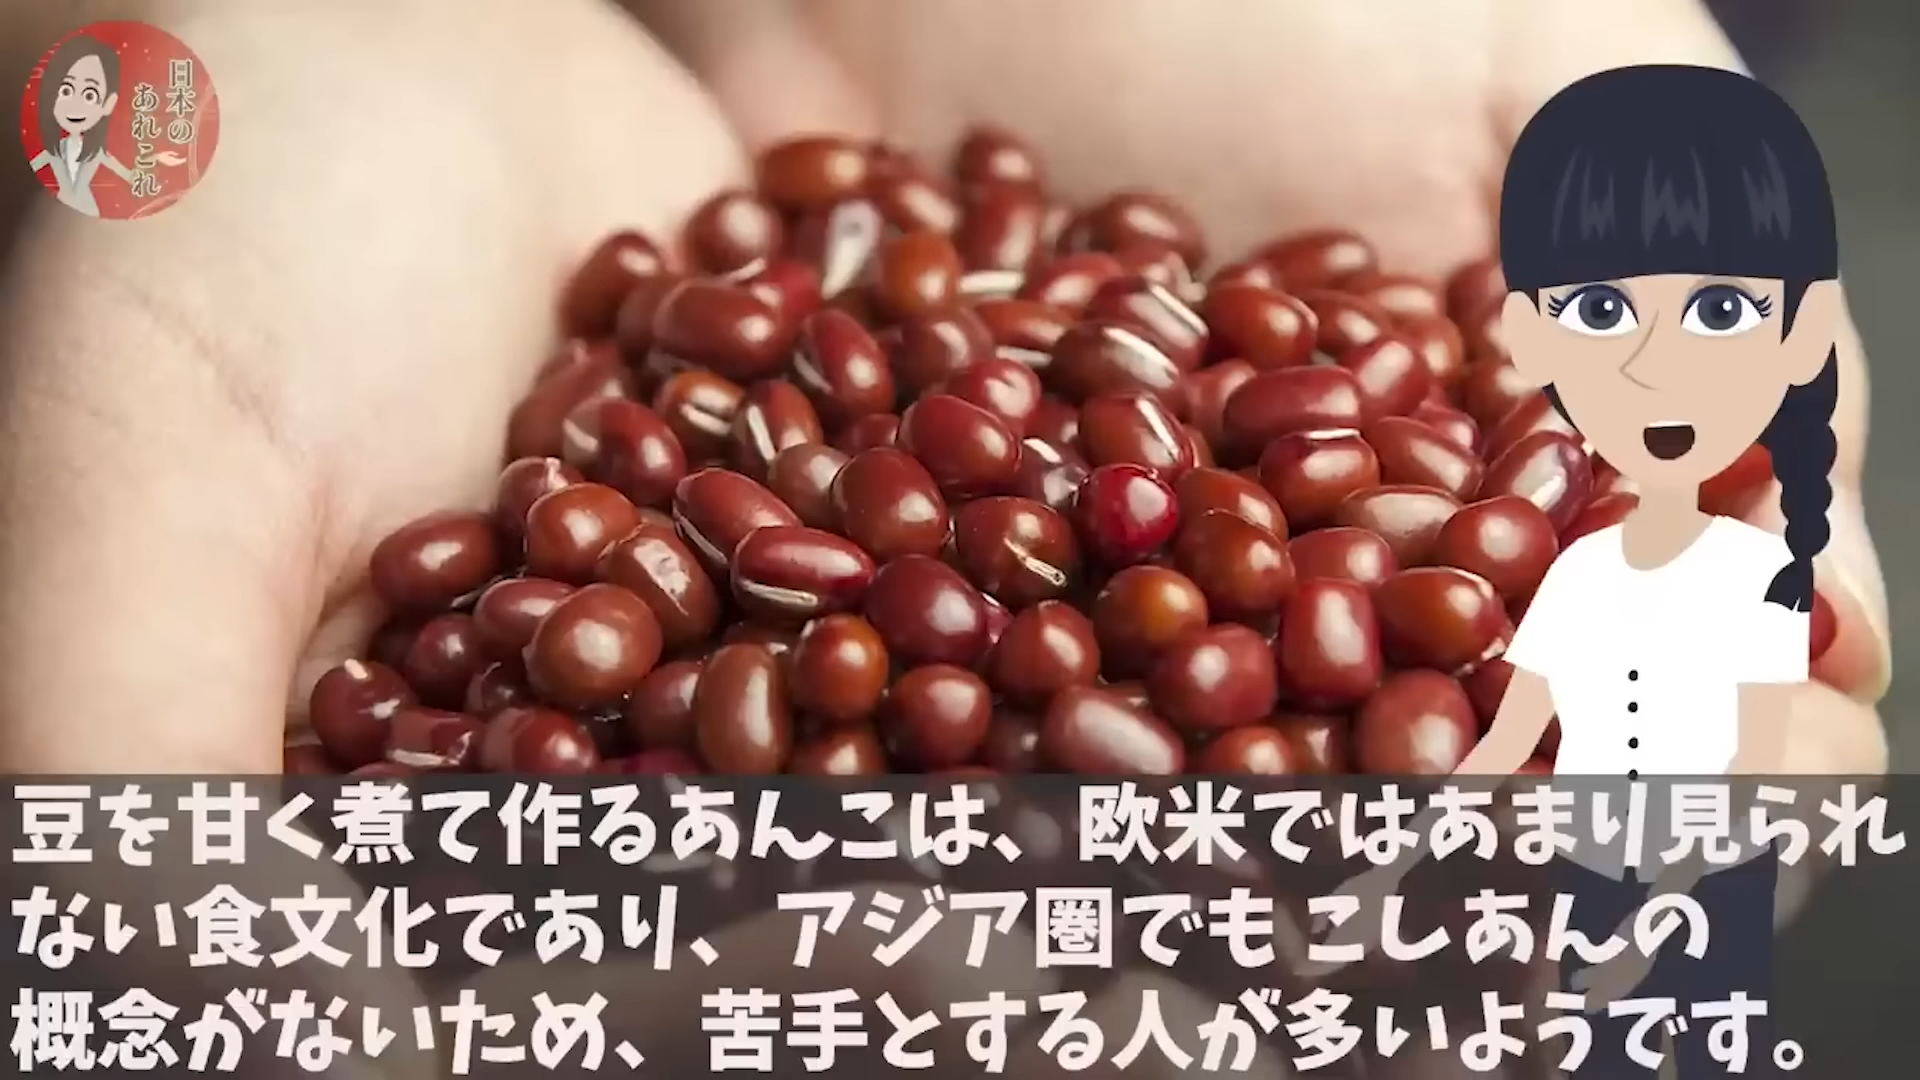 日本の
あれこれ
豆を甘く煮て作るあんこは、欧米ではあまり見られ
ない食文化であり、アジア圏でもこしあんの
概念がないため、苦手とする人が多いようです。